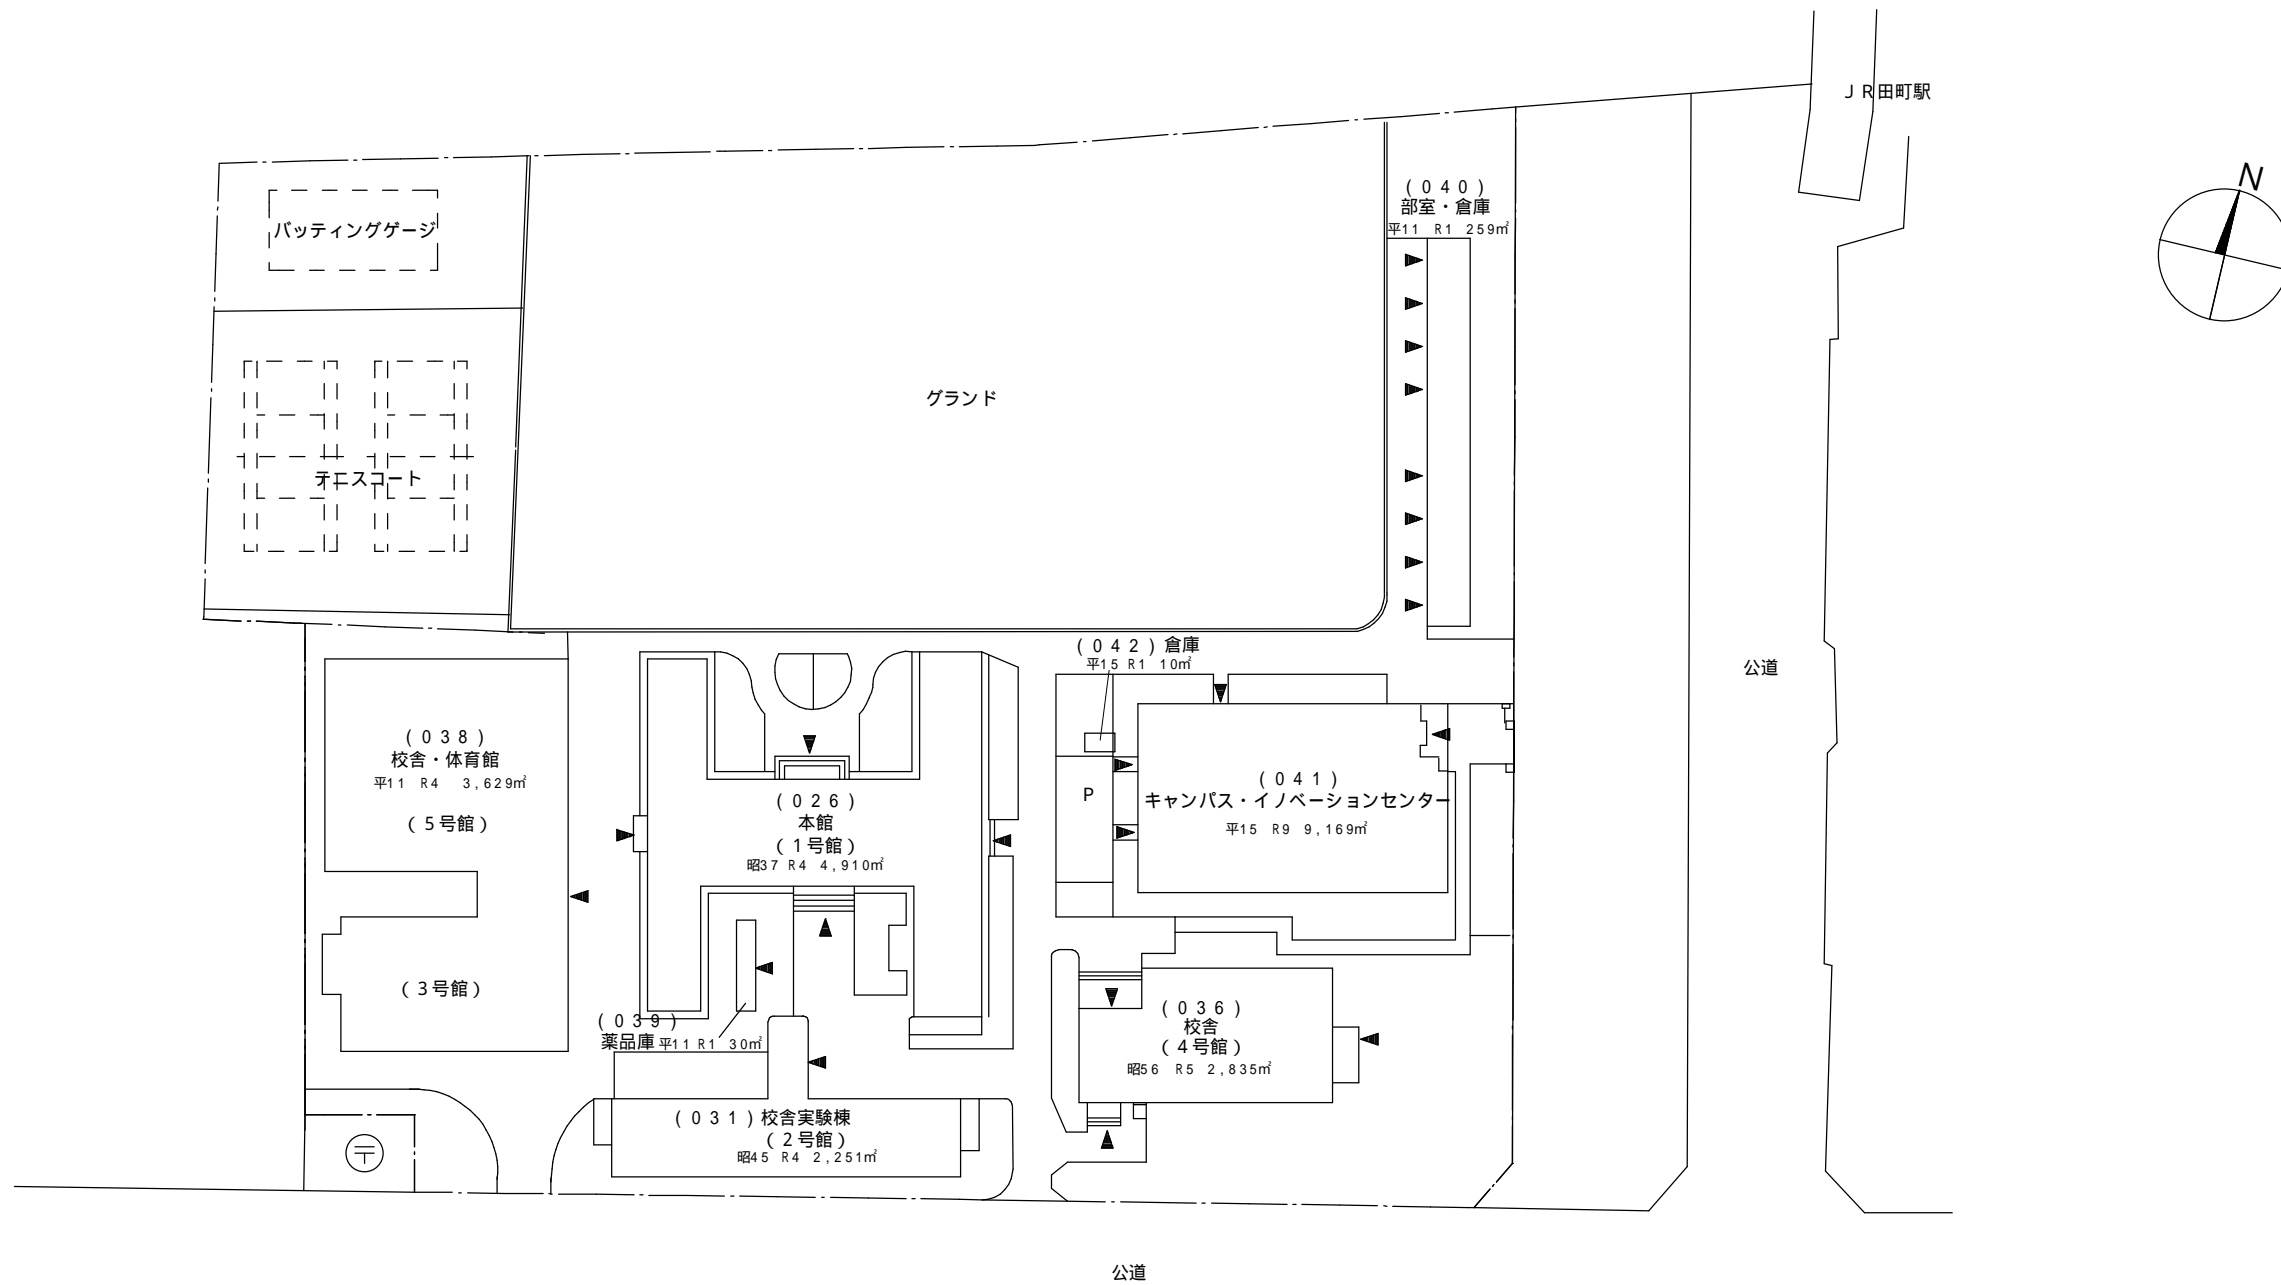 ＪＲ田町駅
N
(０４０)
部室・倉庫
平11 R1 259㎡
バッティングゲージ
グランド
テニスコート
(０４２)倉庫
平15 R1 10㎡
公道
(０３８)
校舎・体育館
平11 R4 3,629㎡
(５号館)
(０２６)
本館
(１号館)
昭37 R4 4,910㎡
P
(０４１)
キャンパス・イノベーションセンター
平15 R9 9,169㎡
(３号館)
(０３９)
薬品庫 平11 R1 30㎡
(０３６)
校舎
(４号館)
昭56 R5 2,835㎡
(０３１)校舎実験棟
(２号館)
昭45 R4 2,251㎡
〒
公道